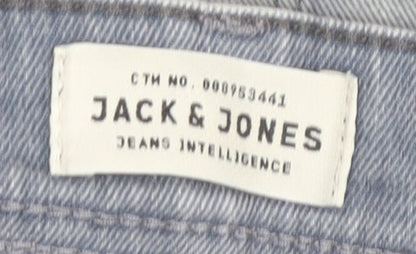 CTM NO. 000953441
JACK & JONES
JEANS INTELLIGENCE